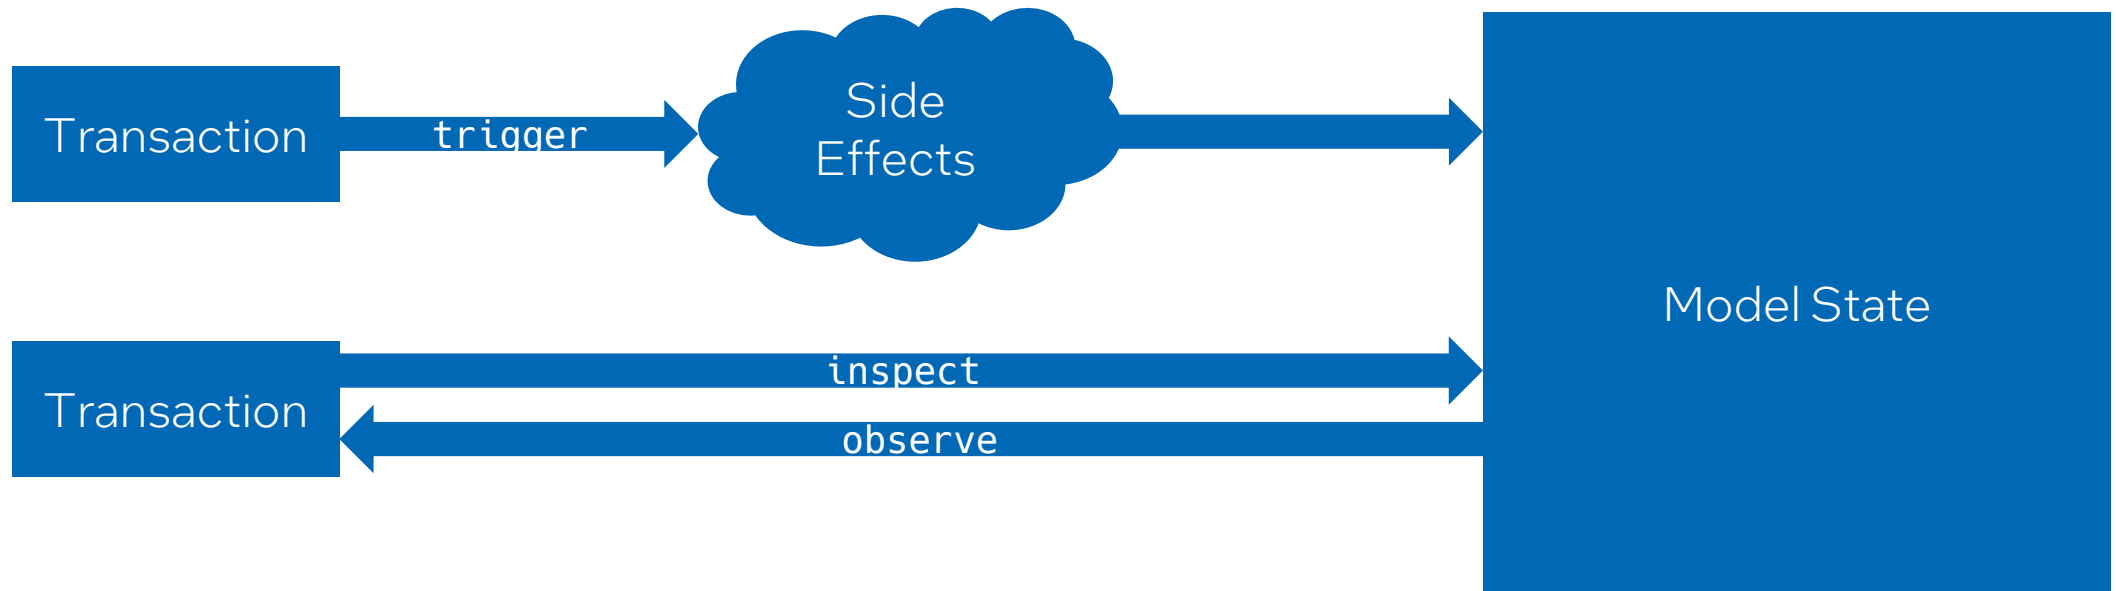 Transaction
trigger
Side
Effects
Model State
Transaction
inspect
observe